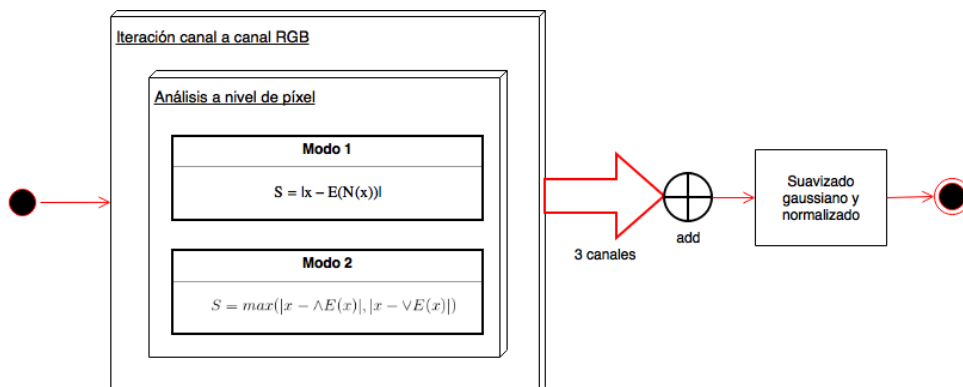 Iteración canal a canal RGB
Análisis a nivel de píxel
Modo 1
S = |x – E(N(x))|
Modo 2
S = max(|x − ∧E(x)|, |x − ∨E(x)|)
3 canales
add
Suavizado
gaussiano y
normalizado